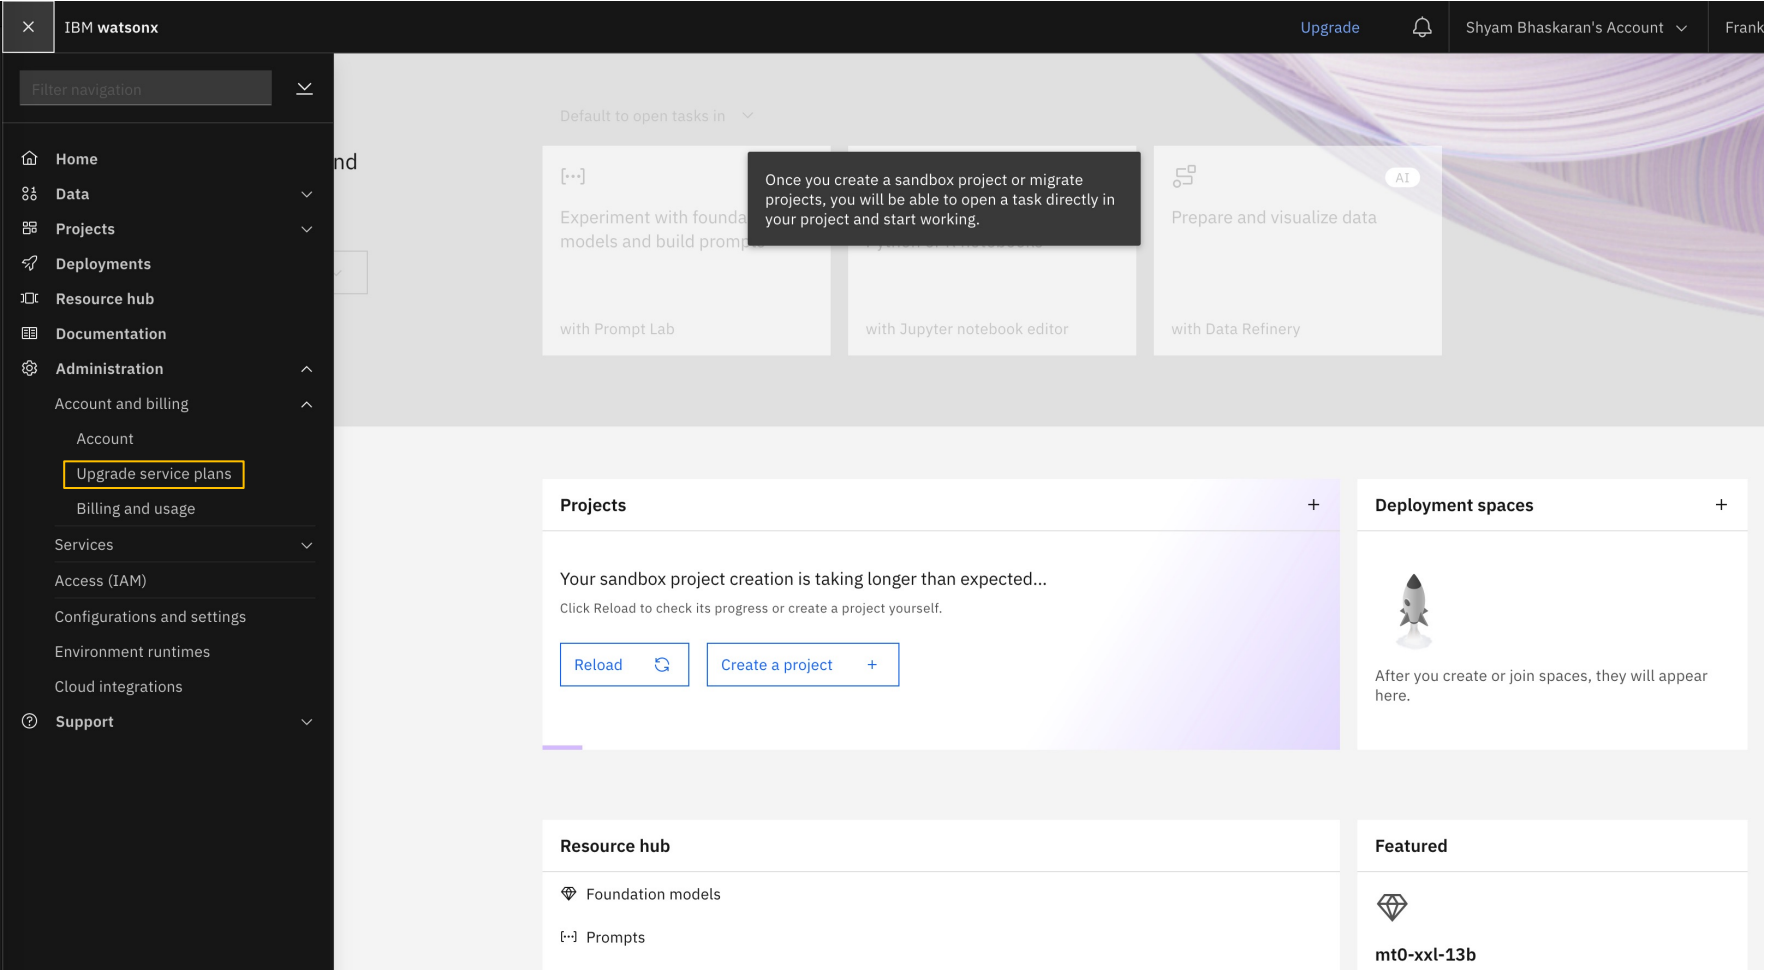 IBM watsonx
Upgrade
Shyam Bhaskaran's Account
Frank
Filter navigation
Home
Data
Projects
Deployments
Resource hub
Documentation
Administration
Account and billing
Account
Upgrade service plans
Billing and usage
Services
Access (IAM)
Configurations and settings
Environment runtimes
Cloud integrations
Support
nd
Default to open tasks in
Experiment with founda
models and build promp
with Prompt Lab
Once you create a sandbox project or migrate
projects, you will be able to open a task directly in
your project and start working.
with Jupyter notebook editor
AI
Prepare and visualize data
with Data Refinery
Projects
Your sandbox project creation is taking longer than expected...
Click Reload to check its progress or create a project yourself.
Reload
Create a project
Deployment spaces
After you create or join spaces, they will appear
here.
Resource hub
Foundation models
Prompts
Featured
mt0-xxl-13b